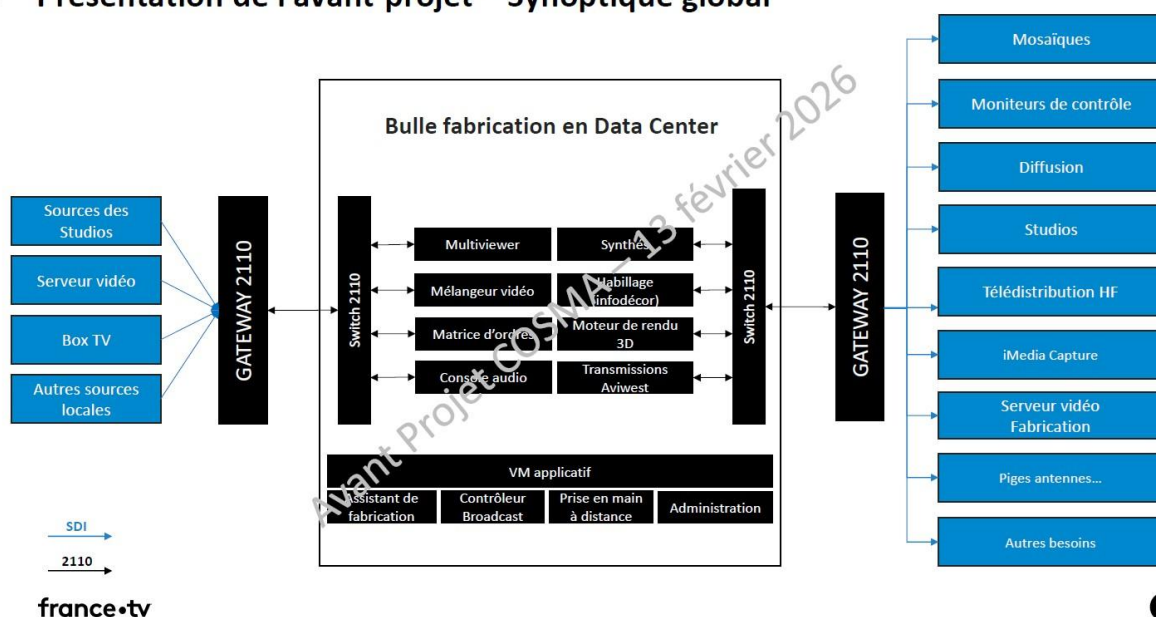 Présentation de l'avant-projet – Synoptique global
Bulle fabrication en Data Center
Sources des
Studios
Serveur vidéo
Box TV
Autres sources
locales
GATEWAY 2110
Switch 2110
Multiviewer
Mélangeur vidéo
Matrice d'ordres
Console audio
Synthés
Habillage
(infodécor)
Moteur de rendu
3D
Transmissions
Aviwest
Switch 2110
GATEWAY 2110
VM applicatif
Assistant de
fabrication
Contrôleur
Broadcast
Prise en main
à distance
Administration
Mosaïques
Moniteurs de contrôle
Diffusion
Studios
Télédistribution HF
iMedia Capture
Serveur vidéo
Fabrication
Piges antennes...
Autres besoins
Avant Projet COSMA – 13 février 2026
SDI
2110
france•tv